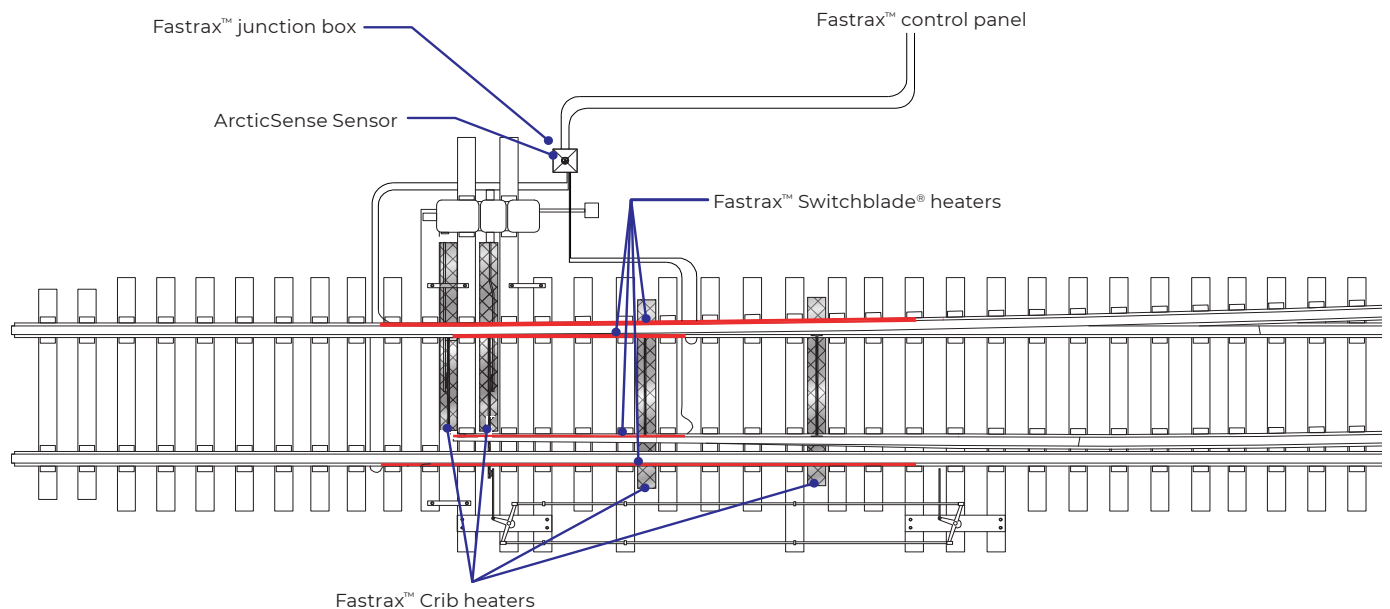 Fastrax™ control panel
Fastrax™ junction box
ArcticSense Sensor
Fastrax™ Switchblade® heaters
Fastrax™ Crib heaters